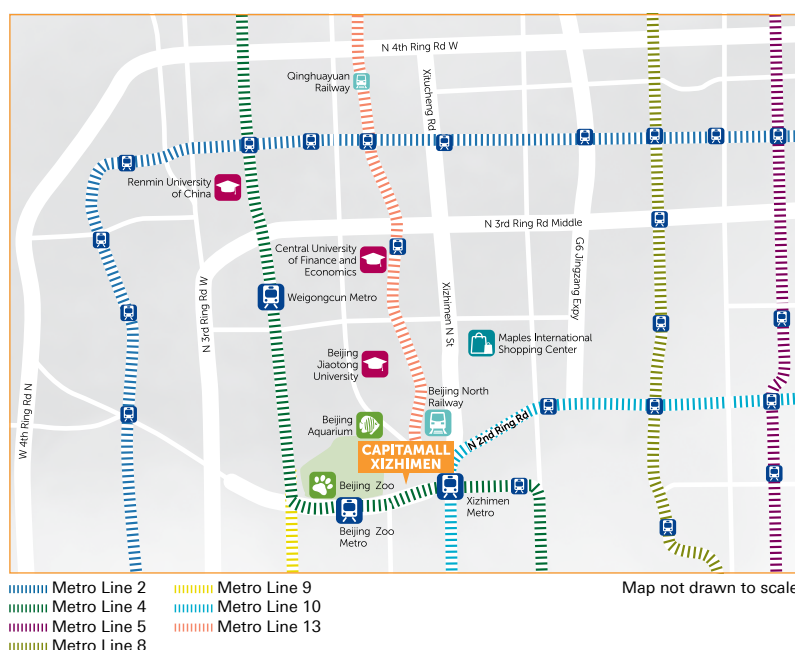 N 4th Ring Rd W
Qinghuayuan
Railway
Xitucheng Rd
Renmin University
of China
N 3rd Ring Rd Middle
Central University
of Finance and
Economics
G6 Jingzang Expy
Weigongcun Metro
N 3rd Ring Rd W
Xizhimen N St
Maples International
Shopping Center
Beijing
Jiaotong
University
W 4th Ring Rd N
Beijing North
Railway
Beijing
Aquarium
N 2nd Ring Rd
CAPITAMALL
XIZHIMEN
Beijing Zoo
Xizhimen
Metro
Beijing Zoo
Metro
Metro Line 2
Metro Line 4
Metro Line 5
Metro Line 8
Metro Line 9
Metro Line 10
Metro Line 13
Map not drawn to scale